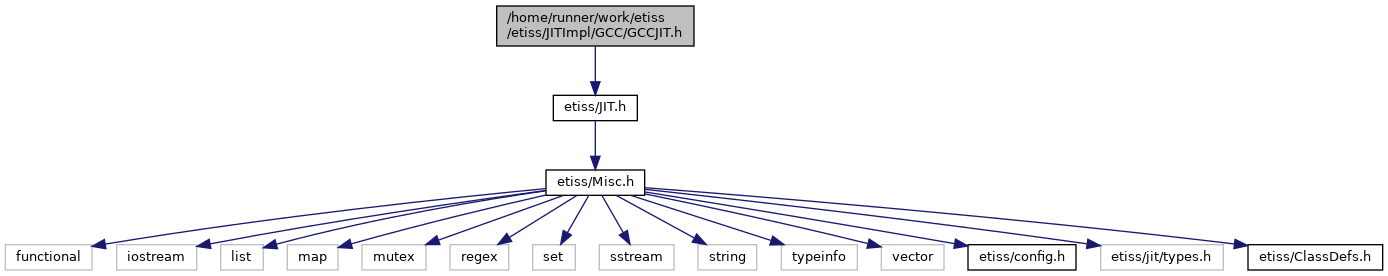 /home/runner/work/etiss
/etiss/JITImpl/GCC/GCCJIT.h
etiss/JIT.h
etiss/Misc.h
functional
iostream
list
map
mutex
regex
set
sstream
string
typeinfo
vector
etiss/config.h
etiss/jit/types.h
etiss/ClassDefs.h